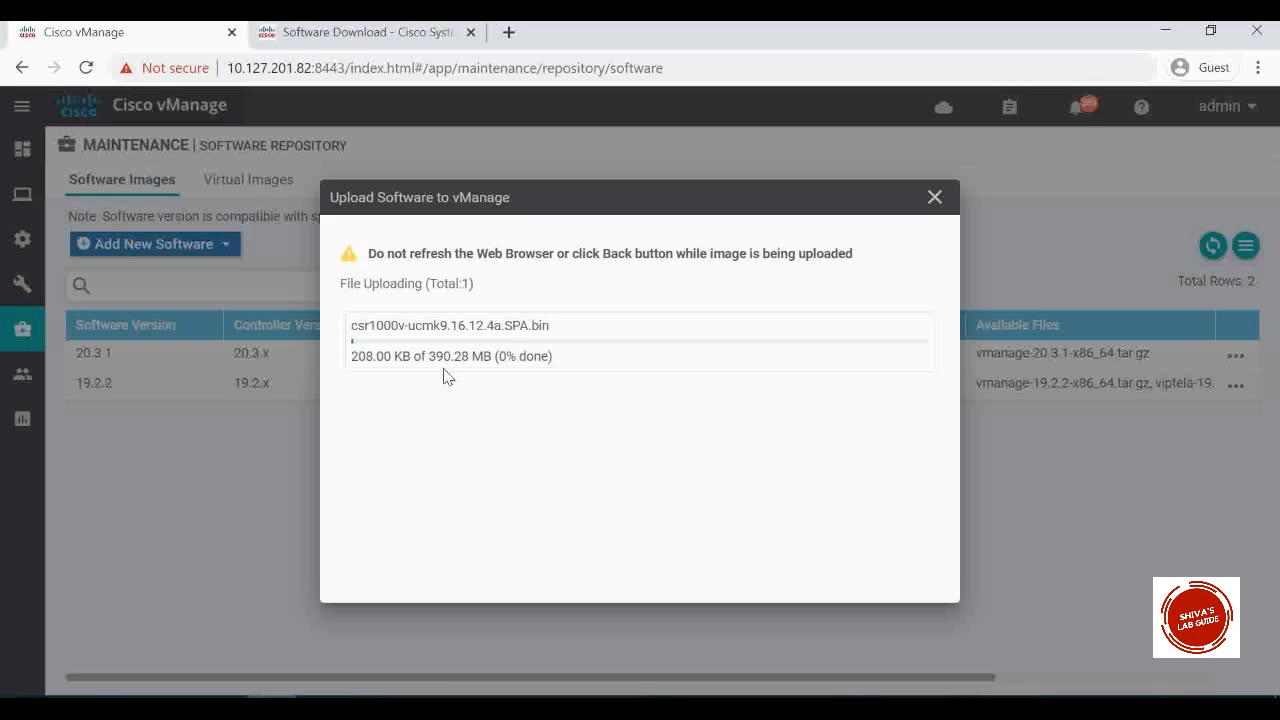 Cisco vManage
Software Download - Cisco Syst
Not secure
10.127.201.82:8443/index.html#/app/maintenance/repository/software
Guest
CISCO
Cisco vManage
admin
MAINTENANCE | SOFTWARE REPOSITORY
Software Images
Virtual Images
Upload Software to vManage
Note: Software version is compatible with
Add New Software
Do not refresh the Web Browser or click Back button while image is being uploaded
File Uploading (Total:1)
Total Rows: 2
Software Version
Controller Vers
Available Files
csr1000v-ucmk9.16.12.4a.SPA.bin
208.00 KB of 390.28 MB (0% done)
20.3.1
20.3.x
vmanage-20.3.1-x86_64.tar.gz
19.2.2
19.2.x
vmanage-19.2.2-x86_64.tar.gz, viptela-19.
SHIVA'S
LAB GUIDE